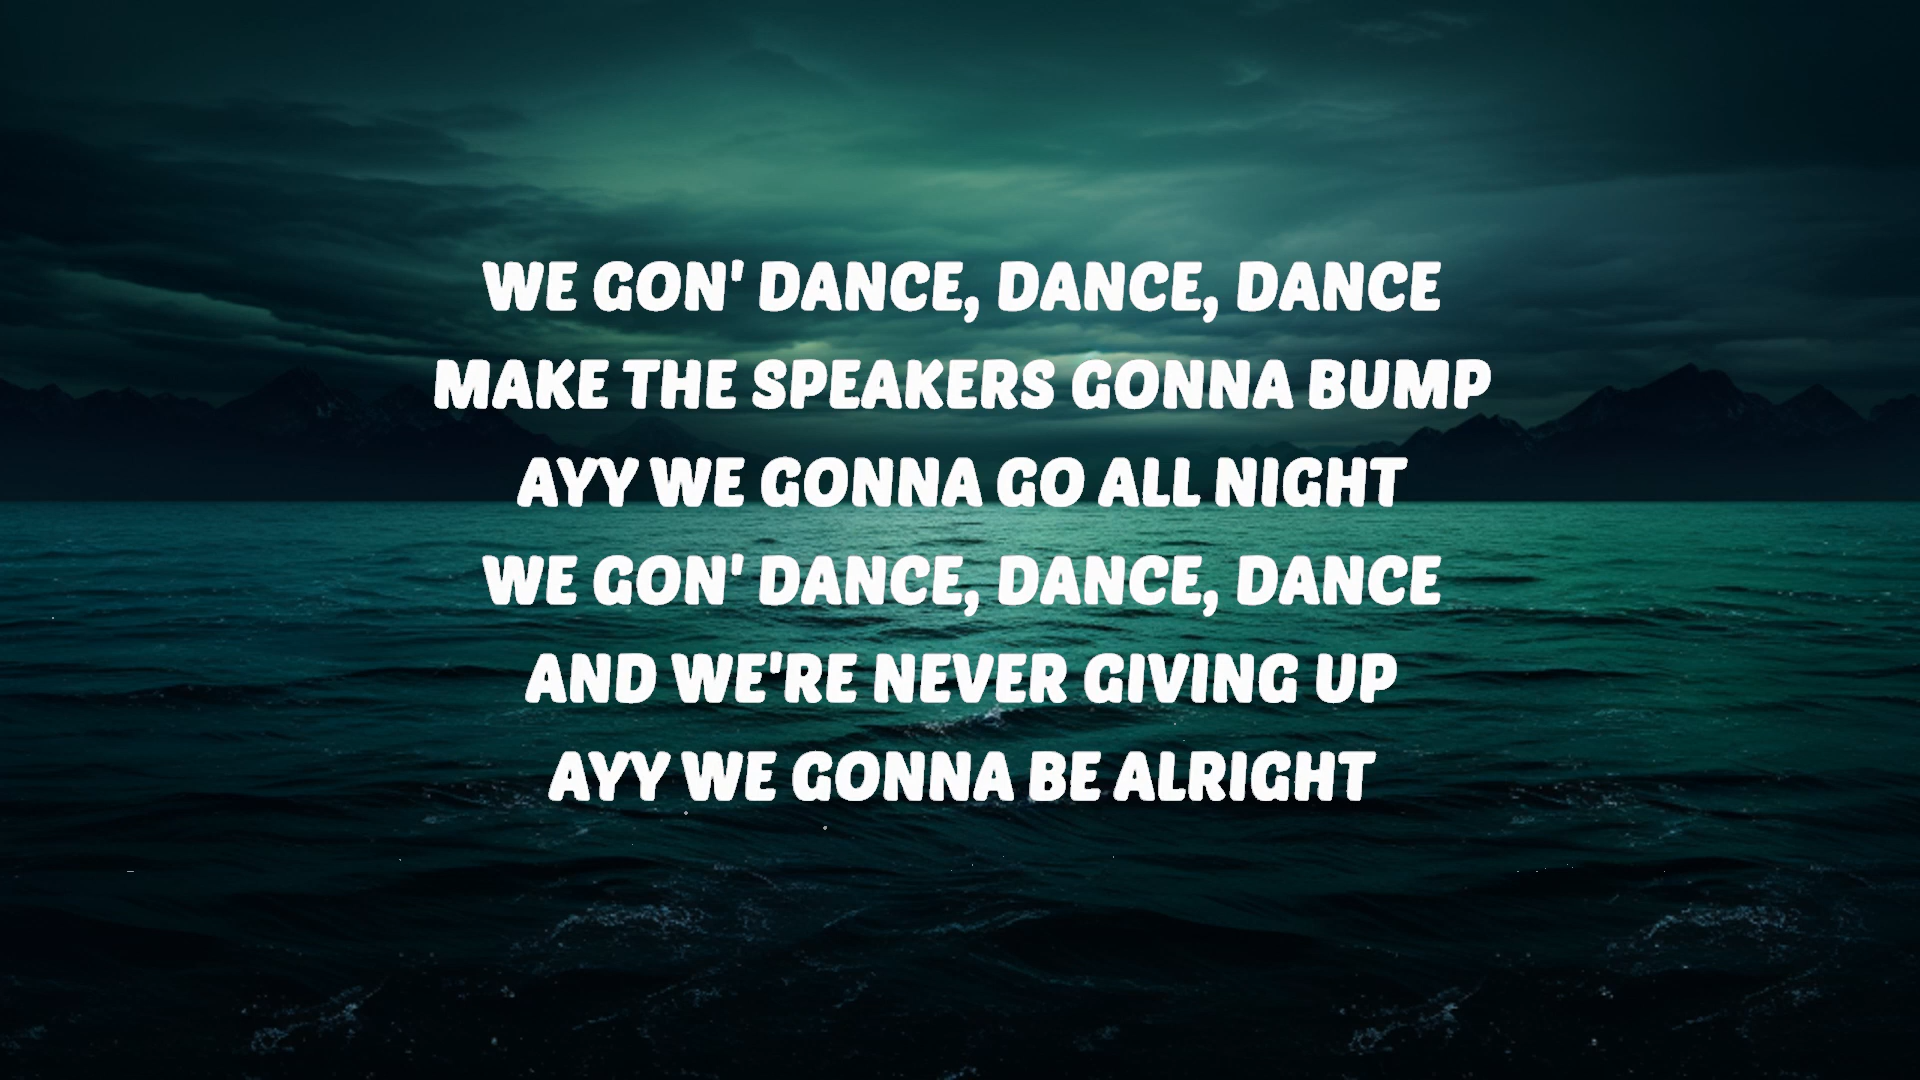 WE GON' DANCE, DANCE, DANCE
MAKE THE SPEAKERS GONNA BUMP
AYY WE GONNA GO ALL NIGHT
WE GON' DANCE, DANCE, DANCE
AND WE'RE NEVER GIVING UP
AYY WE GONNA BE ALRIGHT